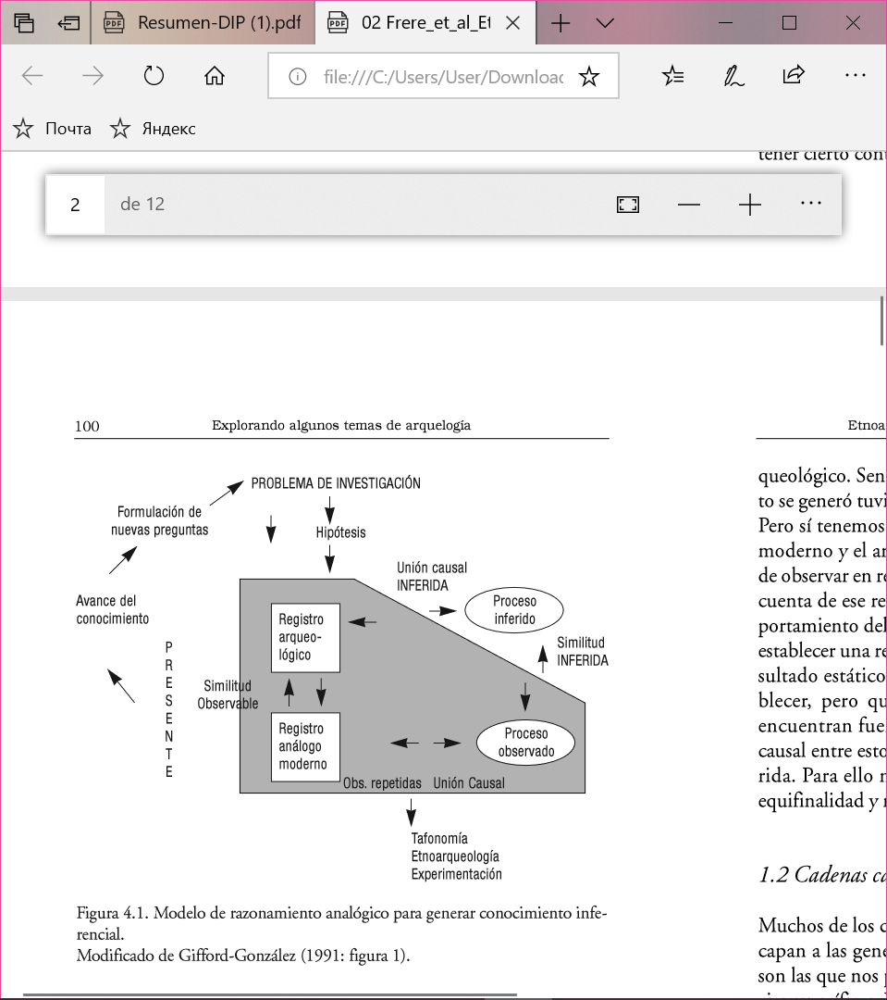 Resumen-DIP (1).pdf
02 Frere_et_al_Et
file:///C:/Users/User/Downloac
Почта
Яндекс
tener cierto cont
2 de 12
100
Explorando algunos temas de arquelogía
PROBLEMA DE INVESTIGACIÓN
Formulación de
nuevas preguntas
Hipótesis
Avance del
conocimiento
Unión causal
INFERIDA
Proceso
inferido
Registro
arqueo-
lógico
Similitud
INFERIDA
PRESENTE
Similitud
Observable
Registro
análogo
moderno
Proceso
observado
Obs. repetidas
Unión Causal
Tafonomía
Etnoarqueología
Experimentación
Figura 4.1. Modelo de razonamiento analógico para generar conocimiento infe-
rencial.
Modificado de Gifford-González (1991: figura 1).
Etnoa
queológico. Sen
to se generó tuvi
Pero sí tenemos
moderno y el ar
de observar en re
cuenta de ese re
portamiento del
establecer una re
sultado estático
blecer, pero qu
encuentran fue
causal entre esto
rida. Para ello n
equifinalidad y
1.2 Cadenas ca
Muchos de los c
capan a las gene
son las que nos p